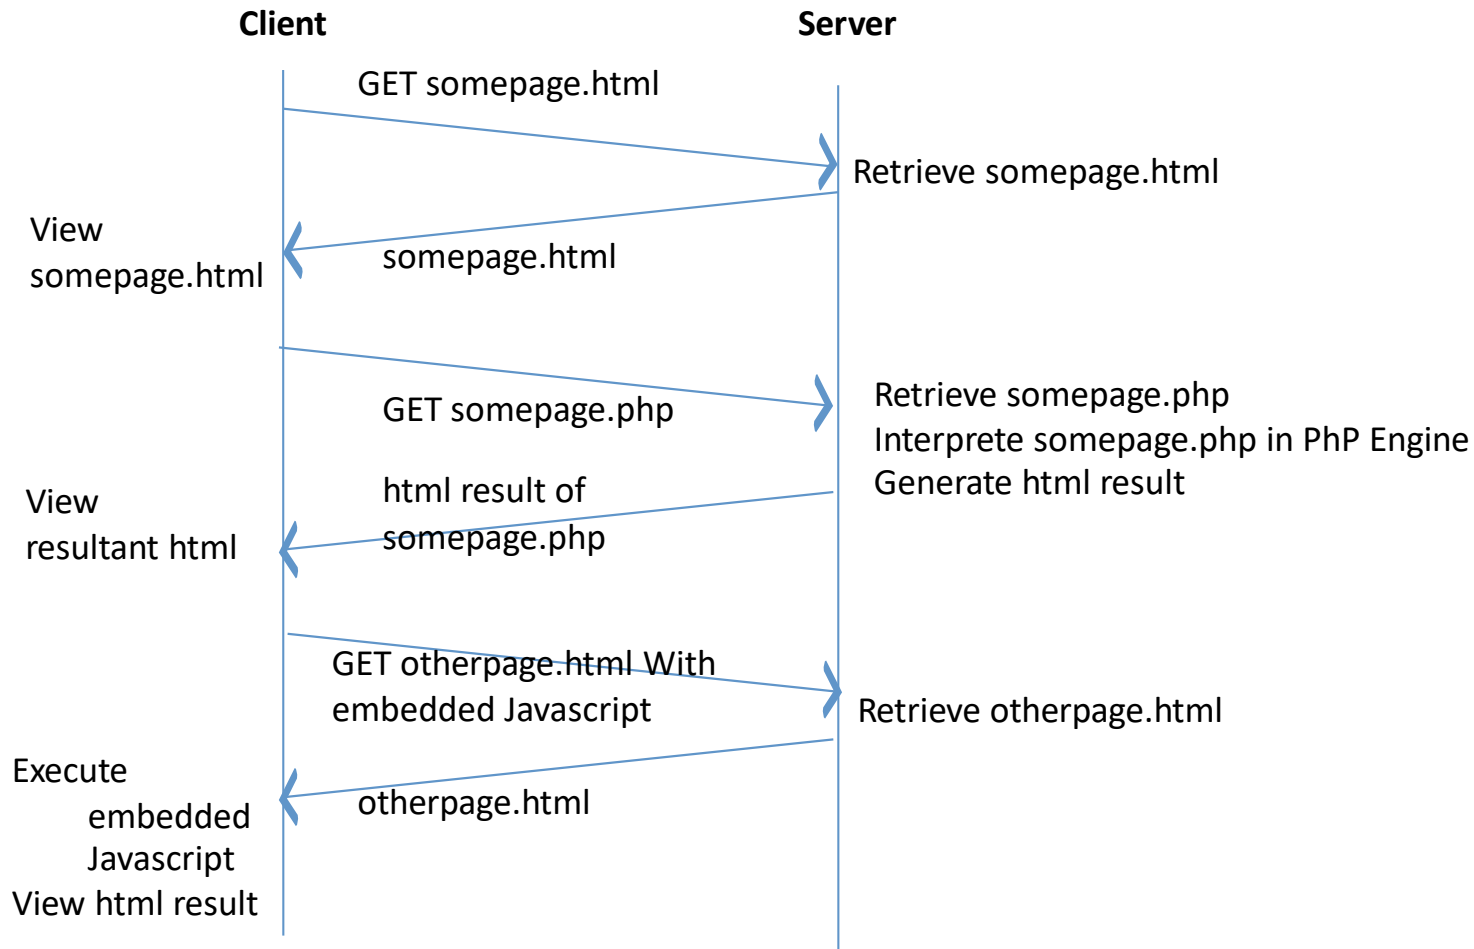 Client
Server
GET somepage.html
Retrieve somepage.html
View
somepage.html
somepage.html
GET somepage.php
Retrieve somepage.php
Interprete somepage.php in PhP Engine
Generate html result
html result of
somepage.php
View
resultant html
GET otherpage.html With
embedded Javascript
Retrieve otherpage.html
otherpage.html
Execute
embedded
Javascript
View html result